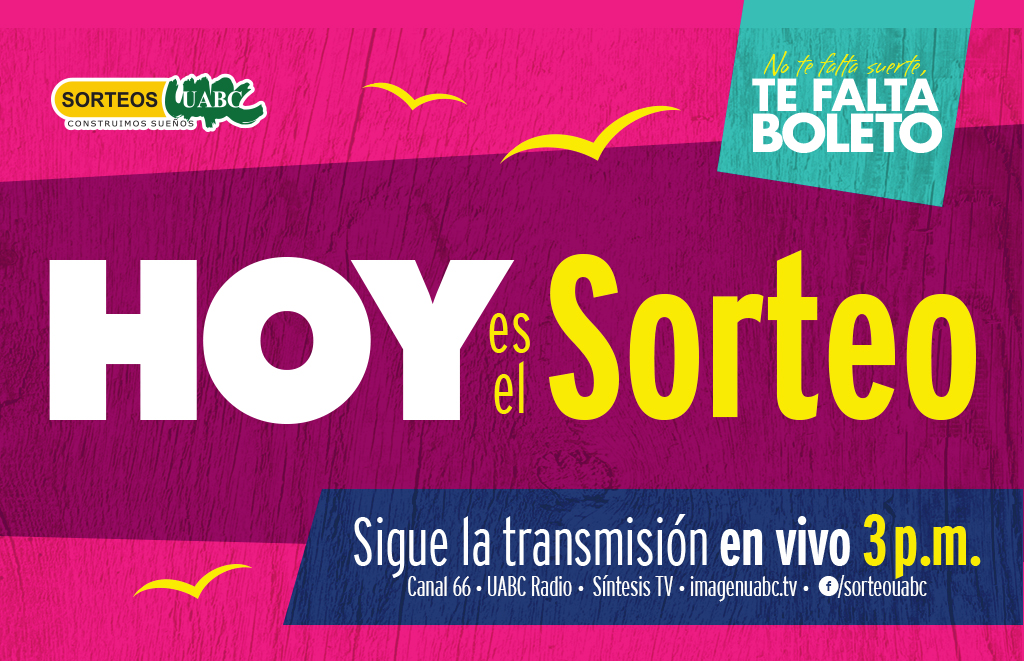 SORTEOS UABC
CONSTRUIMOS SUEÑOS
No te falta suerte,
TE FALTA
BOLETO
HOY es el Sorteo
Sigue la transmisión en vivo 3 p.m.
Canal 66 • UABC Radio • Síntesis TV • imagenuabc.tv • f/sorteouabc